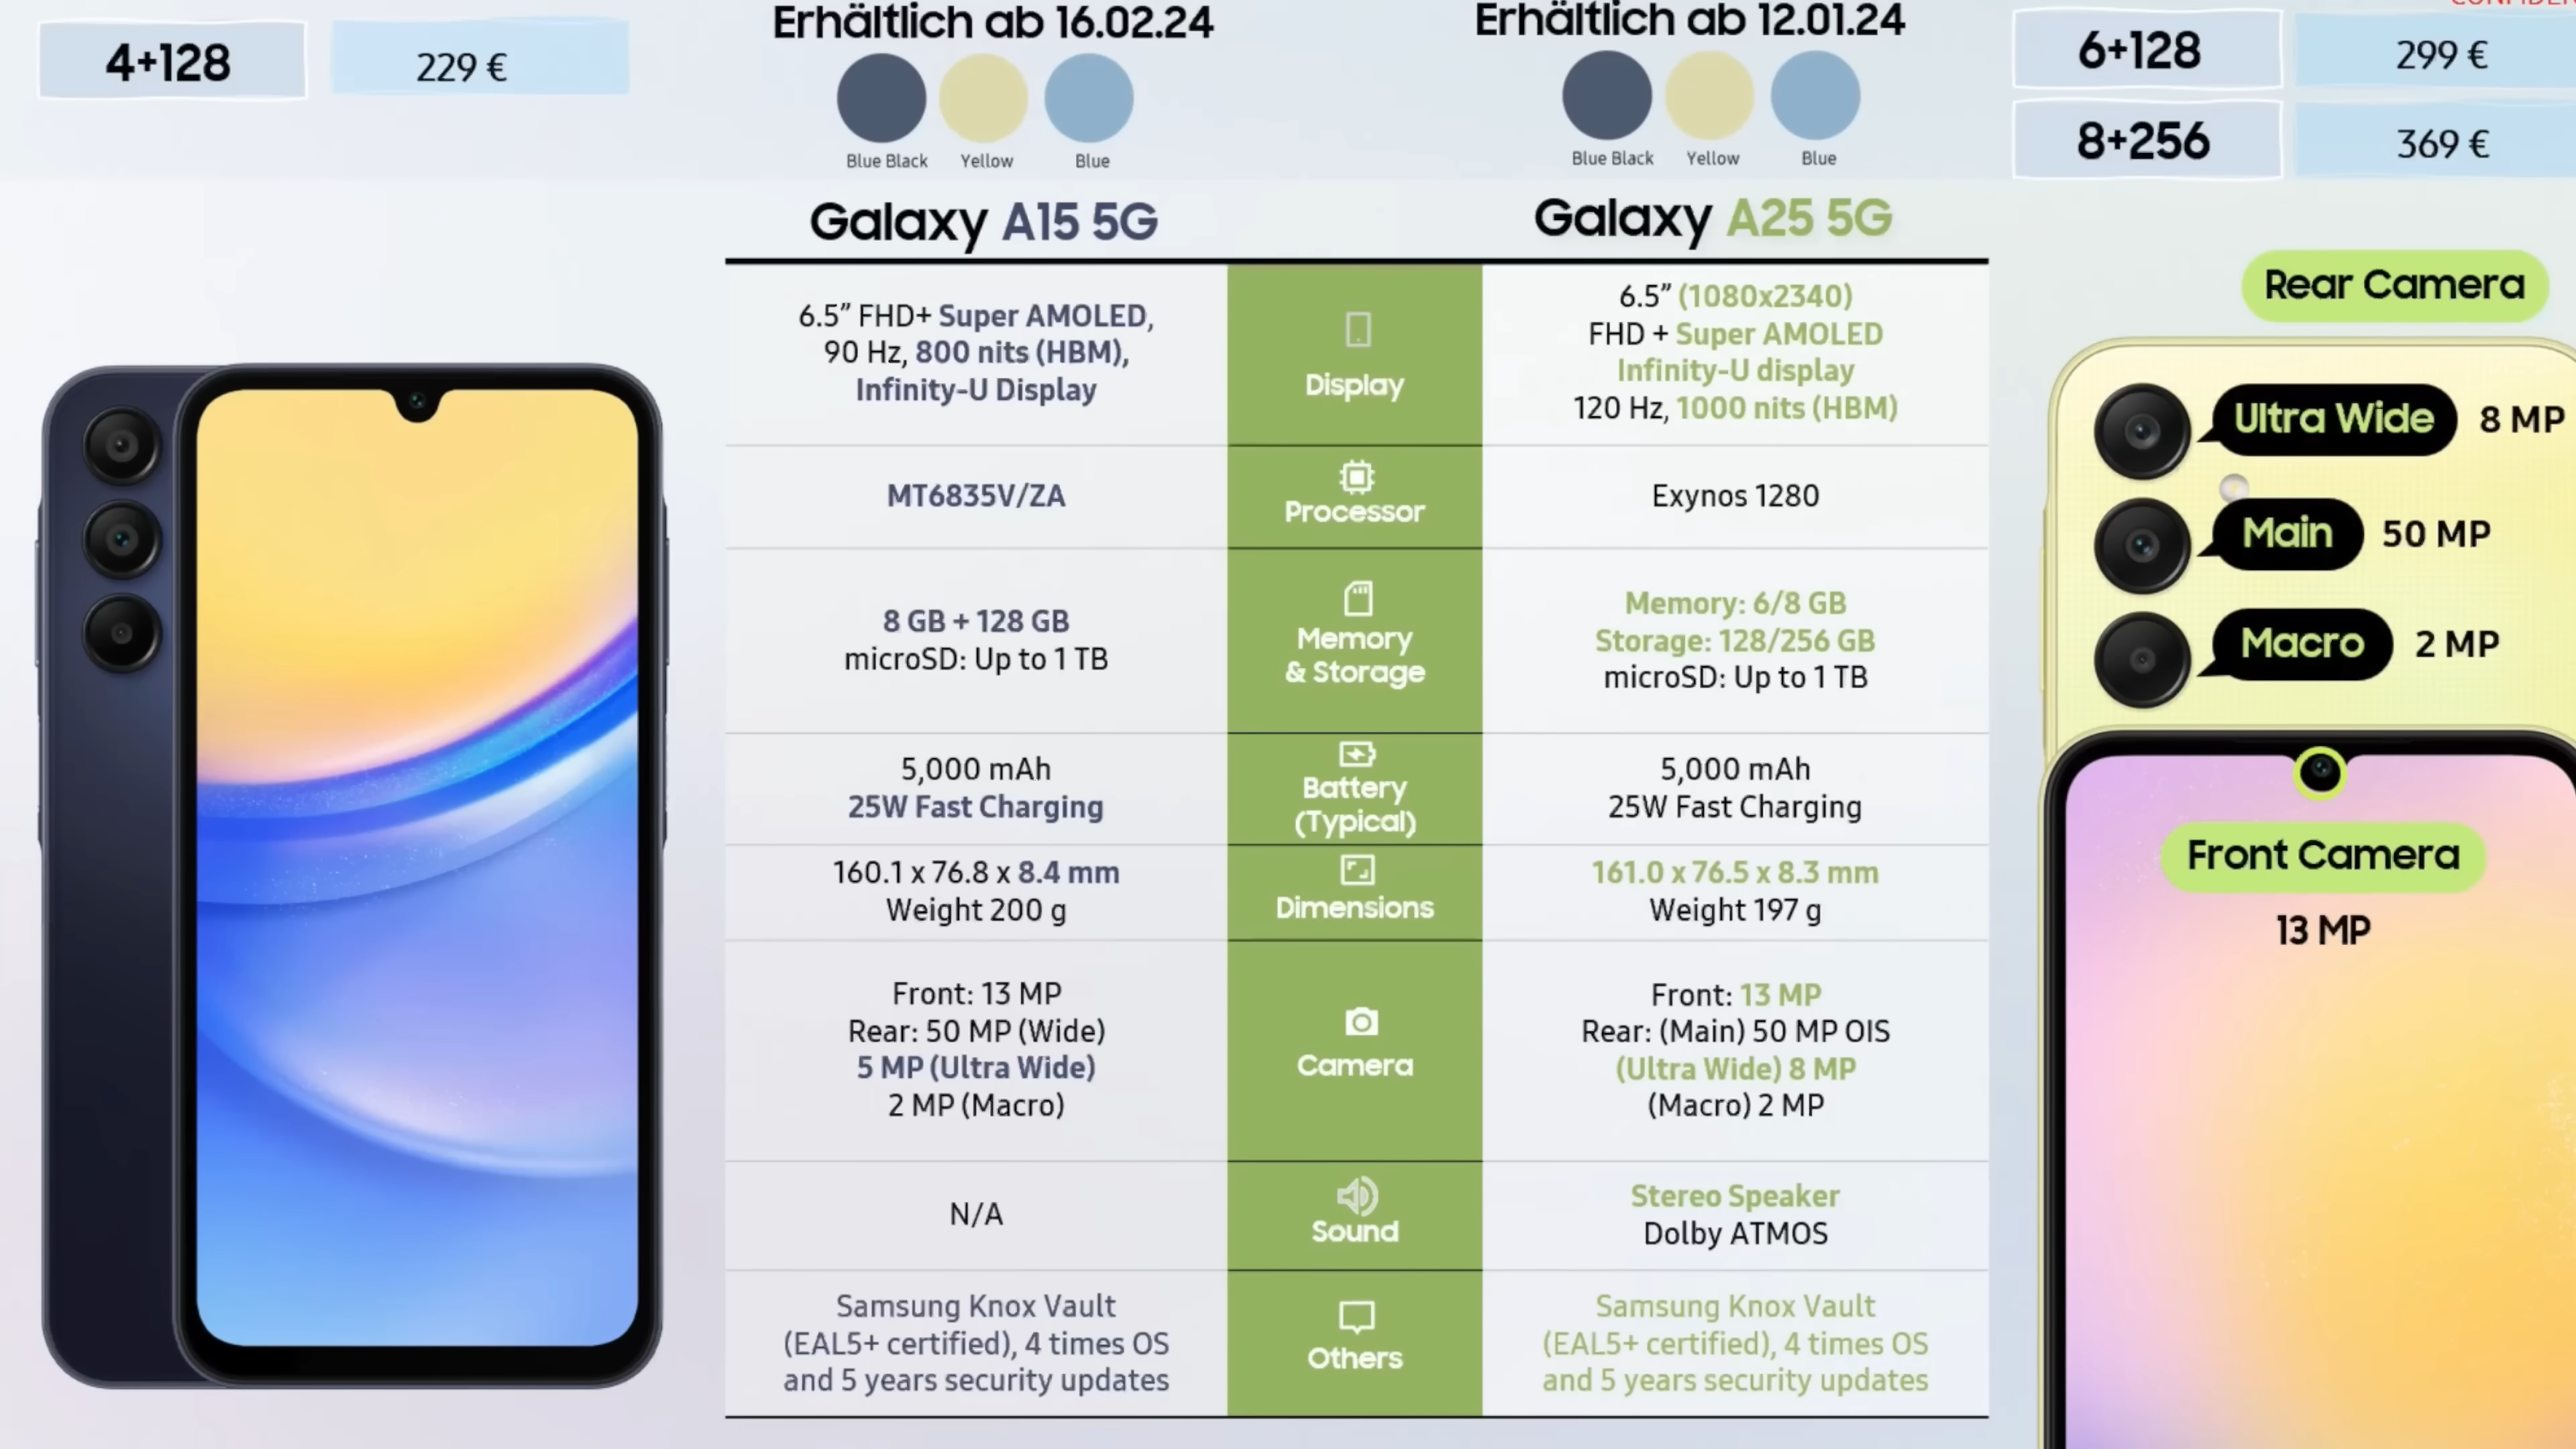 4+128
229 €
Erhältlich ab 16.02.24
Blue Black
Yellow
Blue
Erhältlich ab 12.01.24
Blue Black
Yellow
Blue
6+128
299 €
8+256
369 €
Galaxy A15 5G
Galaxy A25 5G
6.5” FHD+ Super AMOLED,
90 Hz, 800 nits (HBM),
Infinity-U Display
Display
6.5” (1080x2340)
FHD + Super AMOLED
Infinity-U display
120 Hz, 1000 nits (HBM)
MT6835V/ZA
Processor
Exynos 1280
8 GB + 128 GB
microSD: Up to 1 TB
Memory
& Storage
Memory: 6/8 GB
Storage: 128/256 GB
microSD: Up to 1 TB
5,000 mAh
25W Fast Charging
Battery
(Typical)
5,000 mAh
25W Fast Charging
160.1 x 76.8 x 8.4 mm
Weight 200 g
Dimensions
161.0 x 76.5 x 8.3 mm
Weight 197 g
Front: 13 MP
Rear: 50 MP (Wide)
5 MP (Ultra Wide)
2 MP (Macro)
Camera
Front: 13 MP
Rear: (Main) 50 MP OIS
(Ultra Wide) 8 MP
(Macro) 2 MP
N/A
Sound
Stereo Speaker
Dolby ATMOS
Samsung Knox Vault
(EAL5+ certified), 4 times OS
and 5 years security updates
Others
Samsung Knox Vault
(EAL5+ certified), 4 times OS
and 5 years security updates
Rear Camera
Ultra Wide 8 MP
Main 50 MP
Macro 2 MP
Front Camera
13 MP